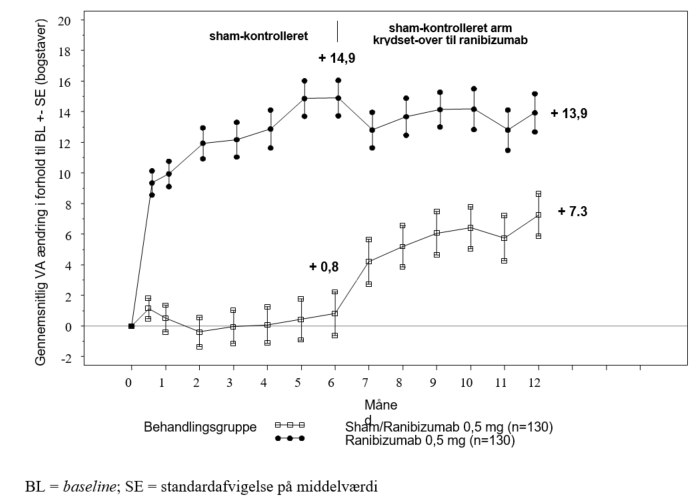 sham-kontrolleret
sham-kontrolleret arm
krydset-over til ranibizumab
+ 14,9
+ 13,9
+ 7.3
+ 0,8
Gennemsnitlig VA ændring i forhold til BL +- SE (bogstaver)
20
18
16
14
12
10
8
6
4
2
0
-2
0 1 2 3 4 5 6 7 8 9 10 11 12
Måne
d
Behandlingsgruppe
Sham/Ranibizumab 0,5 mg (n=130)
Ranibizumab 0,5 mg (n=130)
BL = baseline; SE = standardafvigelse på middelværdi